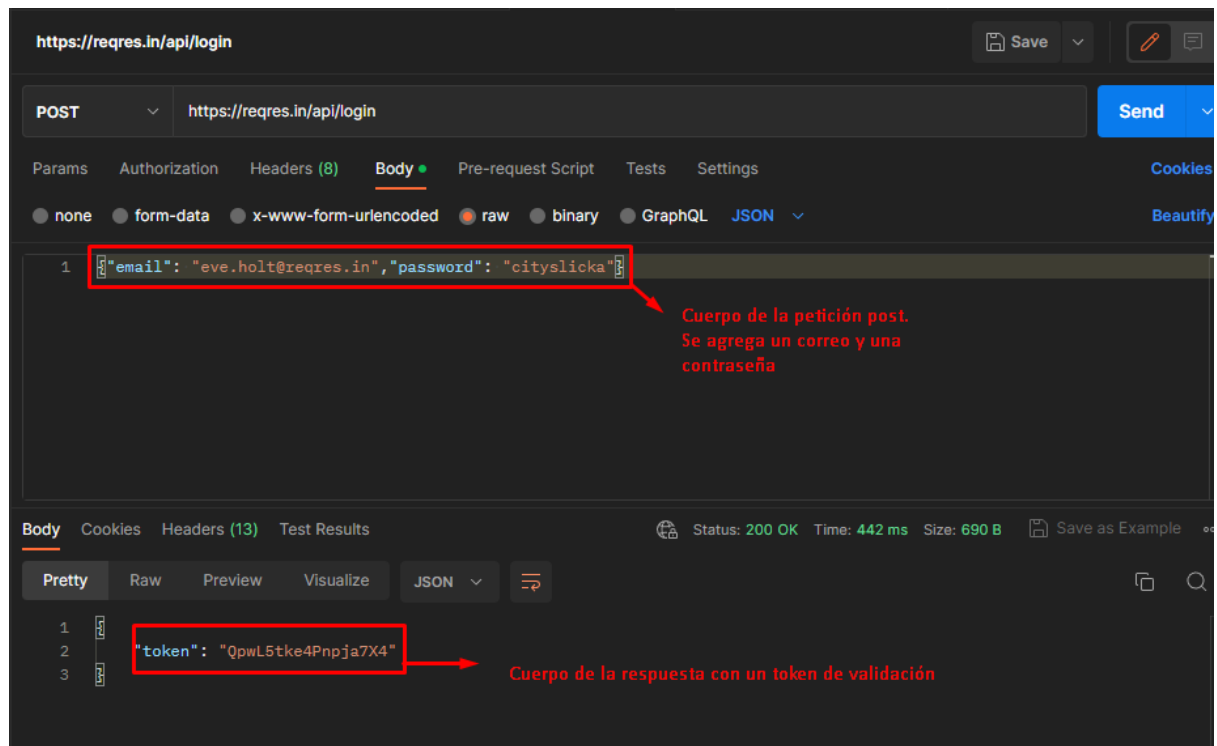 https://reqres.in/api/login
Save
POST
https://reqres.in/api/login
Send
Params Authorization Headers (8) Body Pre-request Script Tests Settings Cookies
none form-data x-www-form-urlencoded raw binary GraphQL JSON Beautify
1 {"email": "eve.holt@reqres.in","password": "cityslicka"}
Cuerpo de la petición post.
Se agrega un correo y una
contraseña
Body Cookies Headers (13) Test Results Status: 200 OK Time: 442 ms Size: 690 B Save as Example
Pretty Raw Preview Visualize JSON
1 {
2 "token": "QpwL5tke4Pnpja7X4"
3 }
Cuerpo de la respuesta con un token de validación